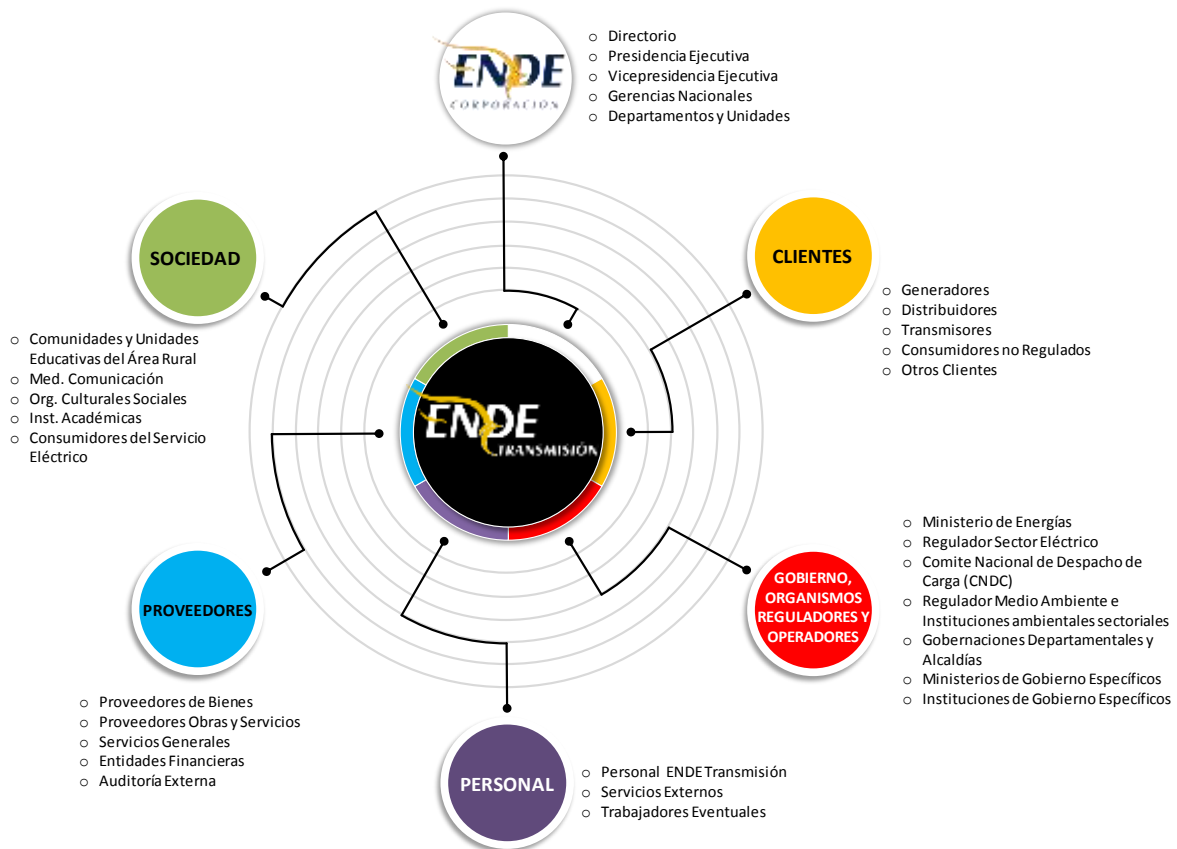 ENDE
CORPORACIÓN
○ Directorio
○ Presidencia Ejecutiva
○ Vicepresidencia Ejecutiva
○ Gerencias Nacionales
○ Departamentos y Unidades
SOCIEDAD
○ Comunidades y Unidades
Educativas del Área Rural
○ Med. Comunicación
○ Org. Culturales Sociales
○ Inst. Académicas
○ Consumidores del Servicio
Eléctrico
CLIENTES
○ Generadores
○ Distribuidores
○ Transmisores
○ Consumidores no Regulados
○ Otros Clientes
ENDE
TRANSMISIÓN
PROVEEDORES
○ Proveedores de Bienes
○ Proveedores Obras y Servicios
○ Servicios Generales
○ Entidades Financieras
○ Auditoría Externa
GOBIERNO,
ORGANISMOS
REGULADORES Y
OPERADORES
○ Ministerio de Energías
○ Regulador Sector Eléctrico
○ Comite Nacional de Despacho de
Carga (CNDC)
○ Regulador Medio Ambiente e
Instituciones ambientales sectoriales
○ Gobernaciones Departamentales y
Alcaldías
○ Ministerios de Gobierno Específicos
○ Instituciones de Gobierno Específicos
PERSONAL
○ Personal ENDE Transmisión
○ Servicios Externos
○ Trabajadores Eventuales